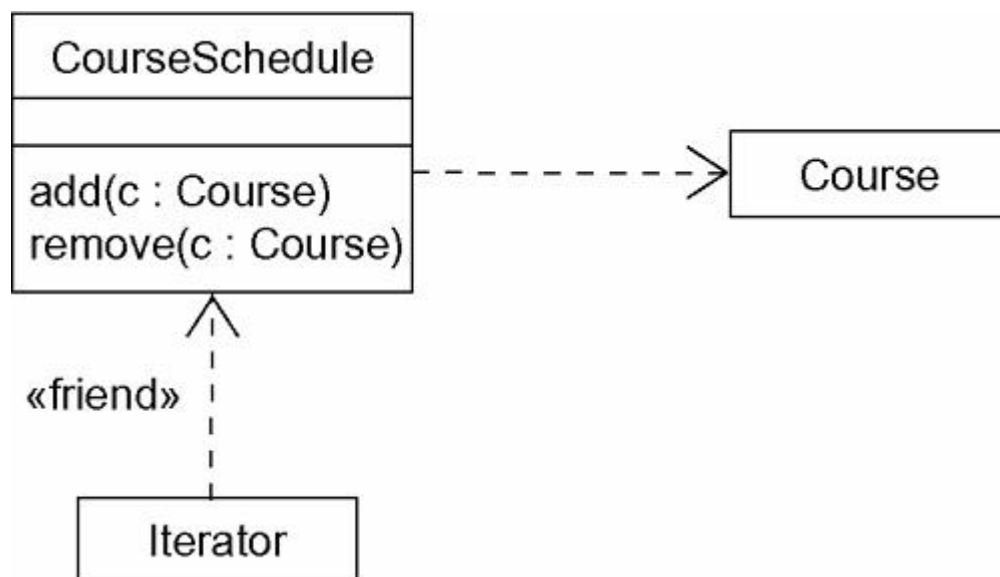 CourseSchedule
add(c : Course)
remove(c : Course)
Course
«friend»
Iterator